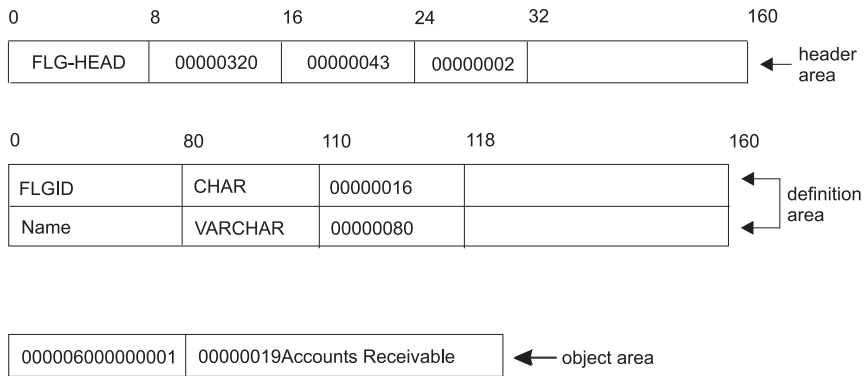 0 8 16 24 32 160
FLG-HEAD 00000320 00000043 00000002
header
area
0 80 110 118 160
FLGID CHAR 00000016
Name VARCHAR 00000080
definition
area
000006000000001 00000019Accounts Receivable object area